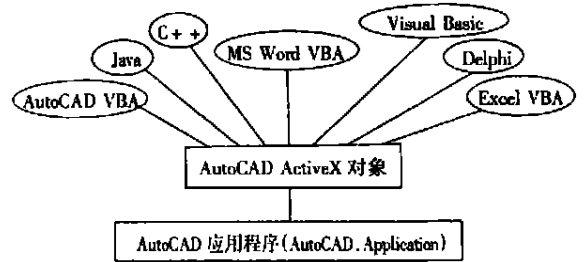 Visual Basic
C++
MS Word VBA
Java
Delphi
AutoCAD VBA
Excel VBA
AutoCAD ActiveX 对象
AutoCAD 应用程序(AutoCAD.Application)